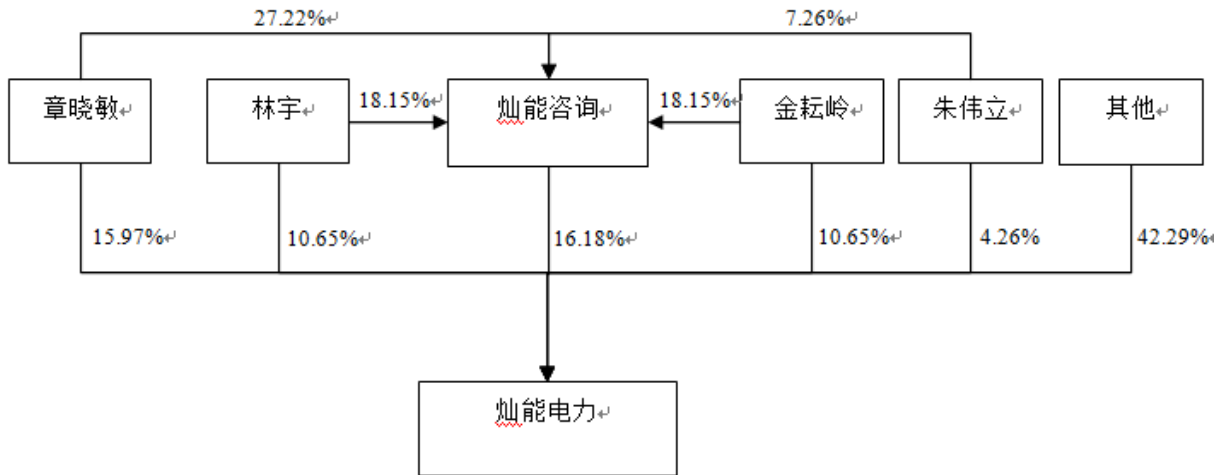 27.22% 7.26%
章晓敏 林宇 18.15% 灿能咨询 18.15% 金耘岭 朱伟立 其他
15.97% 10.65% 16.18% 10.65% 4.26% 42.29%
灿能电力